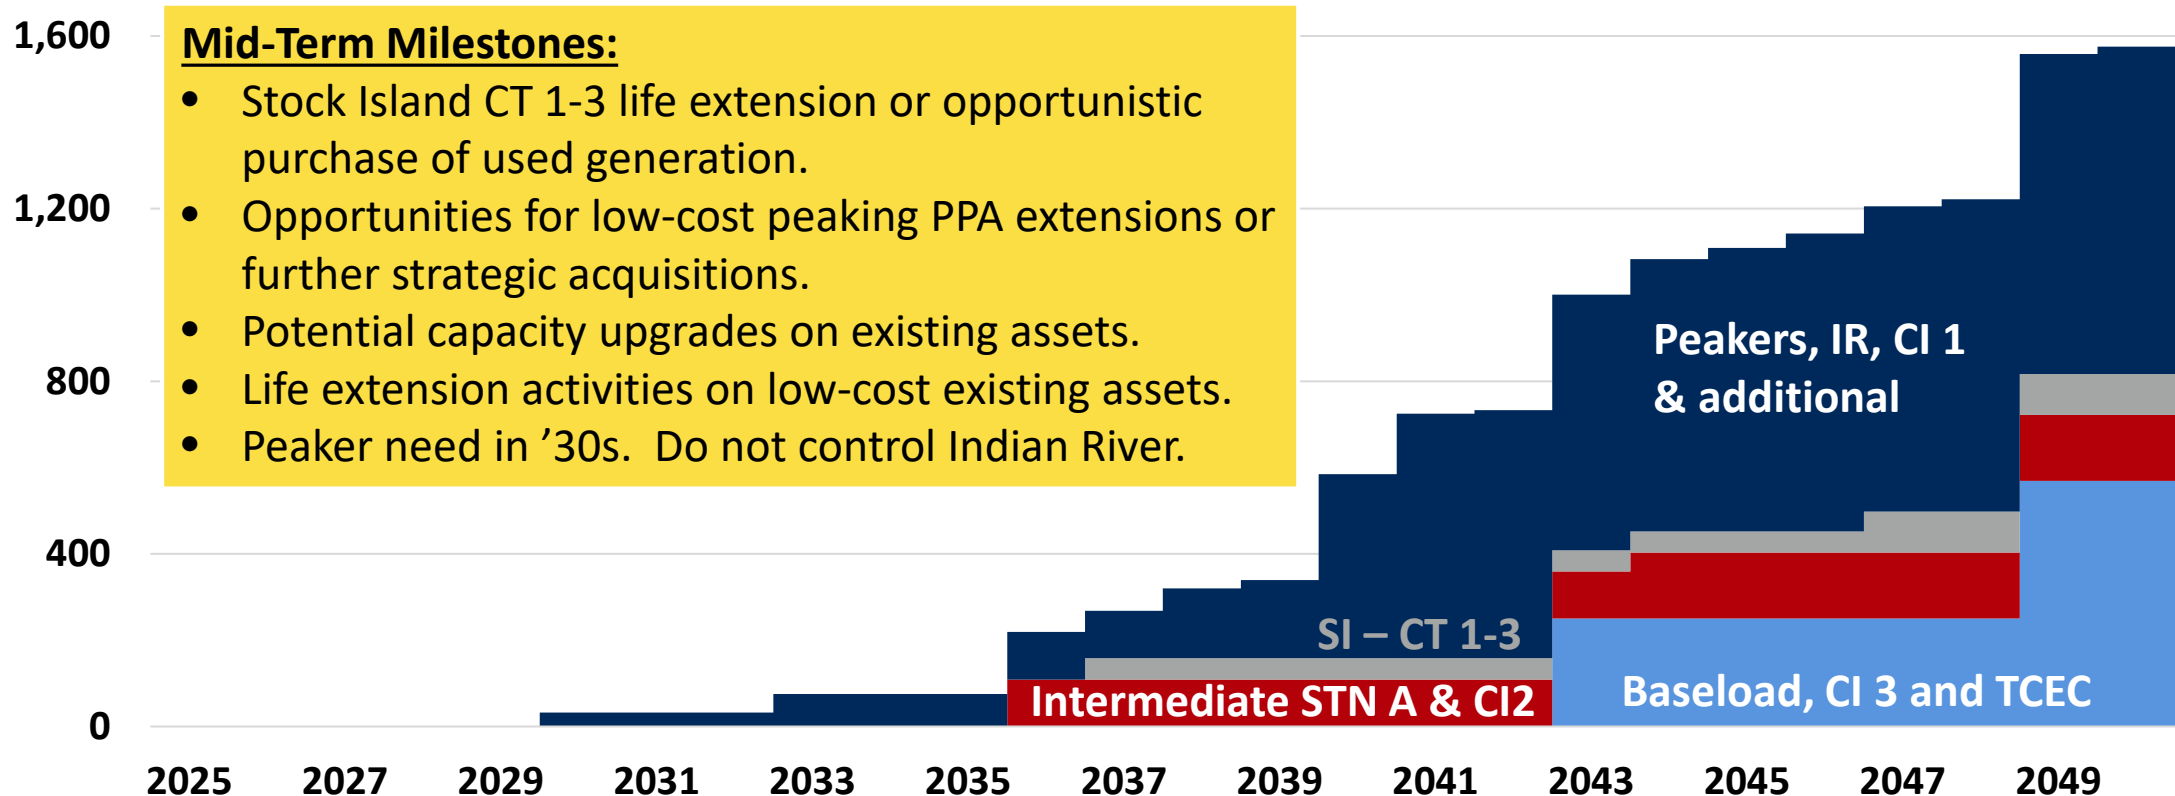 1,600
1,200
800
400
0
Mid-Term Milestones:
• Stock Island CT 1-3 life extension or opportunistic
purchase of used generation.
• Opportunities for low-cost peaking PPA extensions or
further strategic acquisitions.
• Potential capacity upgrades on existing assets.
• Life extension activities on low-cost existing assets.
• Peaker need in ’30s.  Do not control Indian River.
Peakers, IR, CI 1
& additional
SI – CT 1-3
Intermediate STN A & CI2
Baseload, CI 3 and TCEC
2025 2027 2029 2031 2033 2035 2037 2039 2041 2043 2045 2047 2049